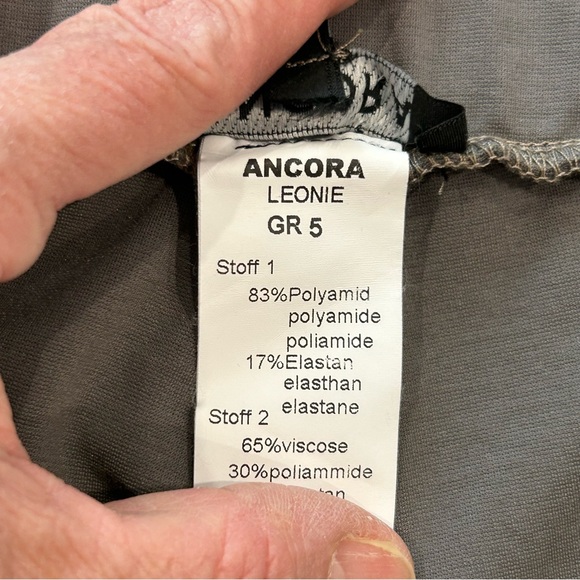 ANCORA
LEONIE
GR 5
Stoff 1
83%Polyamid
polyamide
poliamide
17%Elastan
elasthan
elastane
Stoff 2
65%viscose
30%poliammide